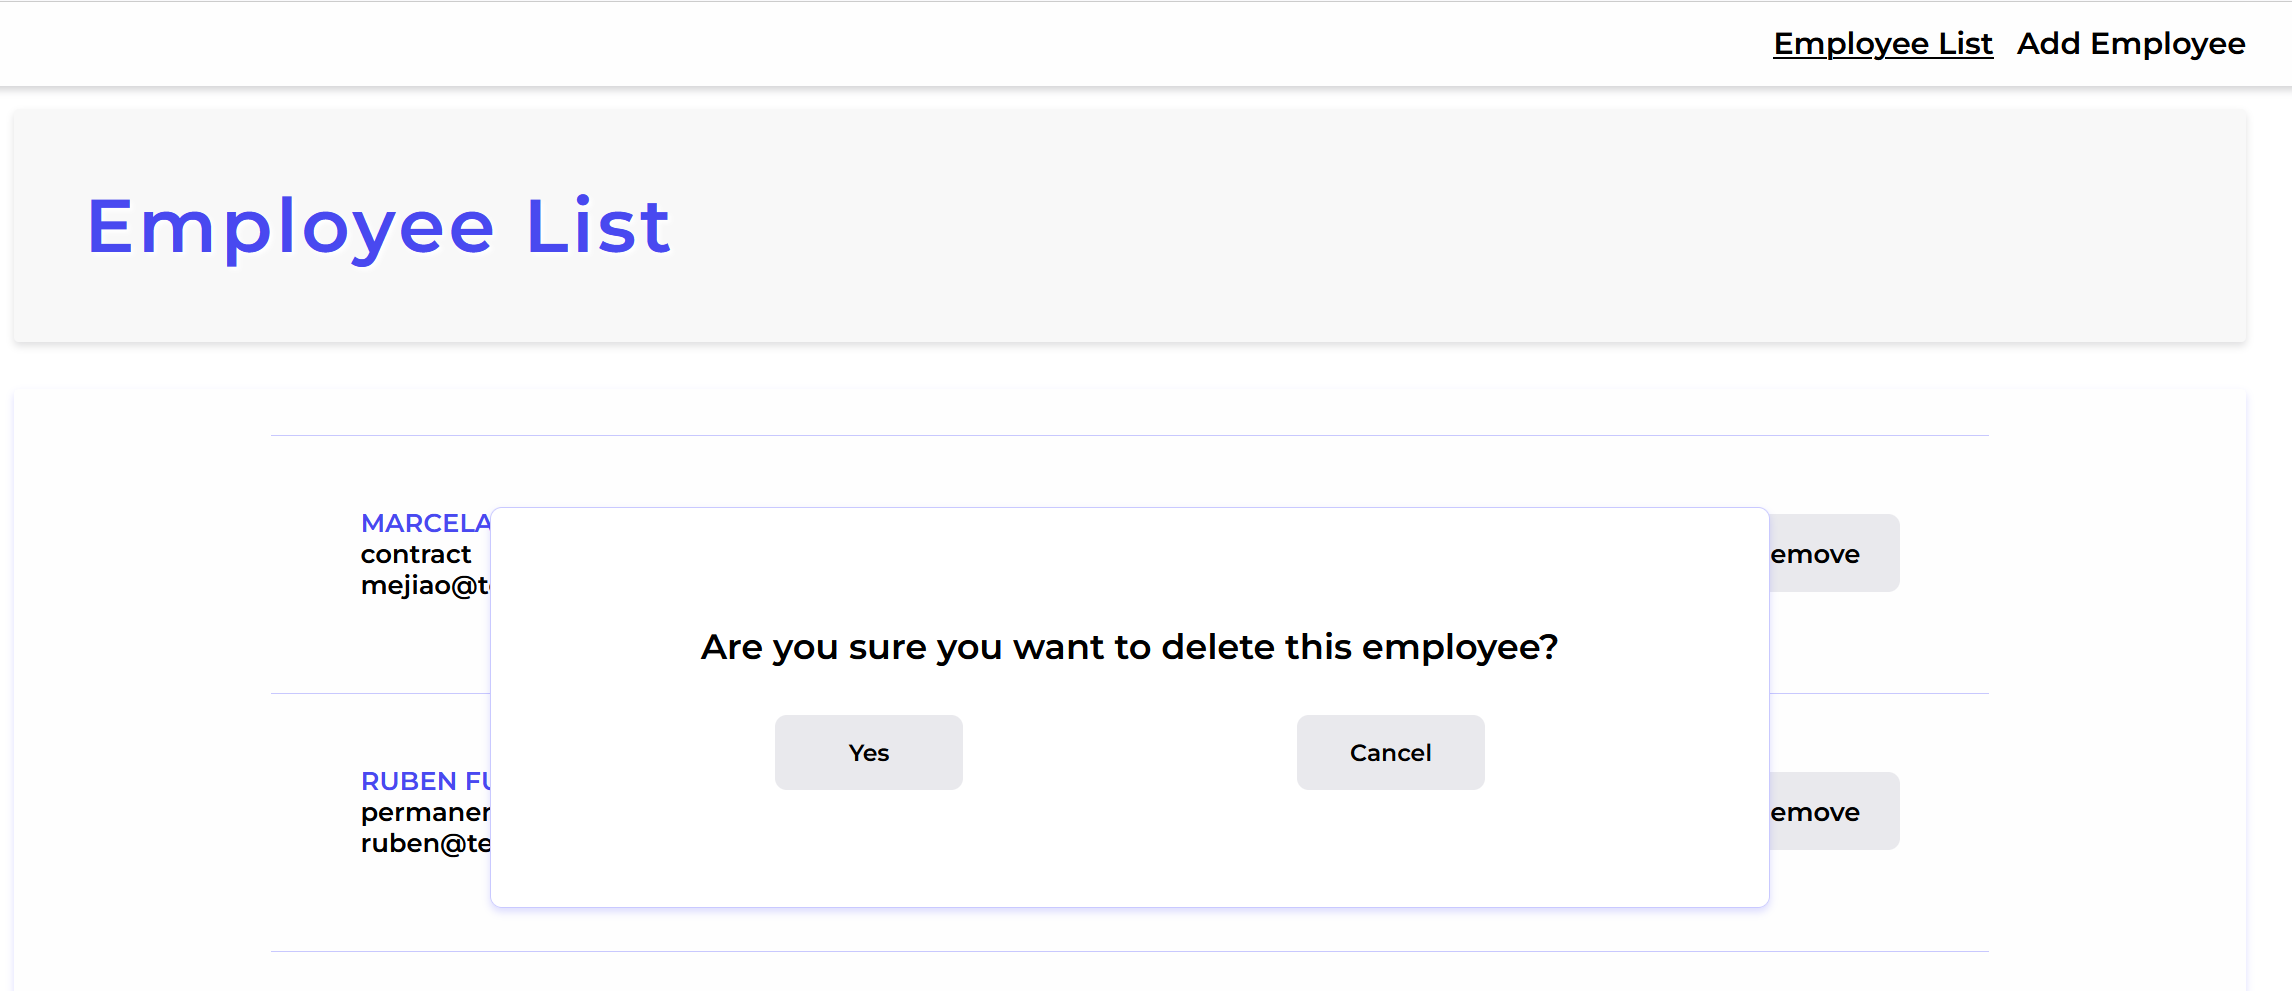 Employee List Add Employee
Employee List
MARCELA
contract
mejiao@t
emove
Are you sure you want to delete this employee?
Yes Cancel
RUBEN FU
permaner
ruben@te
emove